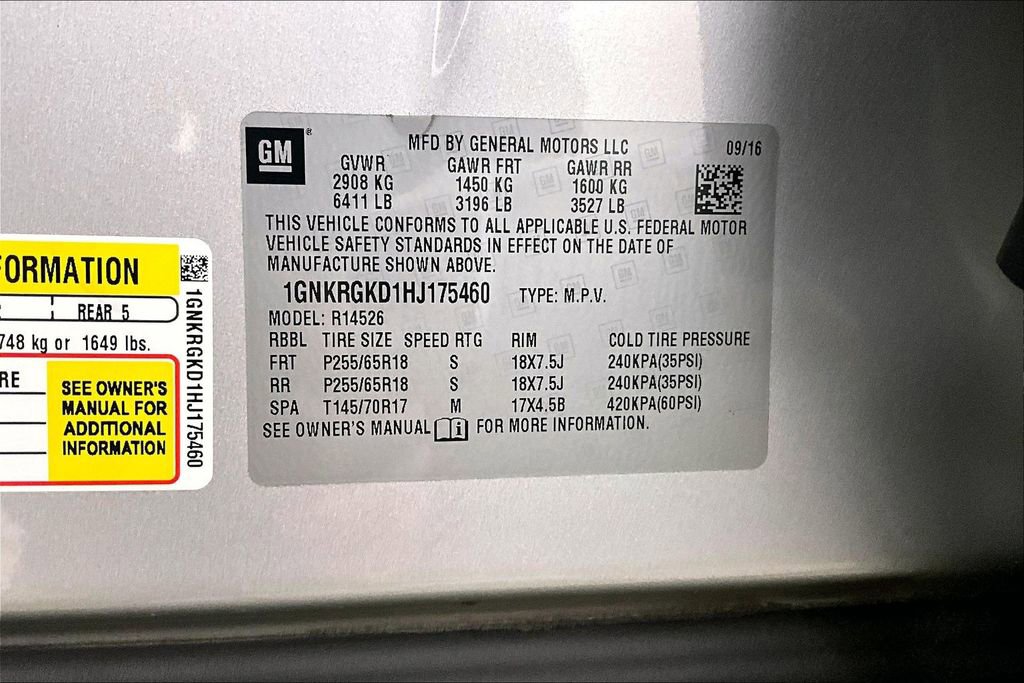 GM
®
MFD BY GENERAL MOTORS LLC 09/16
GVWR GAWR FRT GAWR RR
2908 KG 1450 KG 1600 KG
6411 LB 3196 LB 3527 LB
THIS VEHICLE CONFORMS TO ALL APPLICABLE U.S. FEDERAL MOTOR
VEHICLE SAFETY STANDARDS IN EFFECT ON THE DATE OF
MANUFACTURE SHOWN ABOVE.
1GNKRGKD1HJ175460 TYPE: M.P.V.
MODEL: R14526
RBBL TIRE SIZE SPEED RTG RIM COLD TIRE PRESSURE
FRT P255/65R18 S 18X7.5J 240KPA(35PSI)
RR P255/65R18 S 18X7.5J 240KPA(35PSI)
SPA T145/70R17 M 17X4.5B 420KPA(60PSI)
SEE OWNER'S MANUAL FOR MORE INFORMATION.
FORMATION
REAR 5
748 kg or 1649 lbs.
RE
SEE OWNER'S
MANUAL FOR
ADDITIONAL
INFORMATION
1GNKRGKD1HJ175460